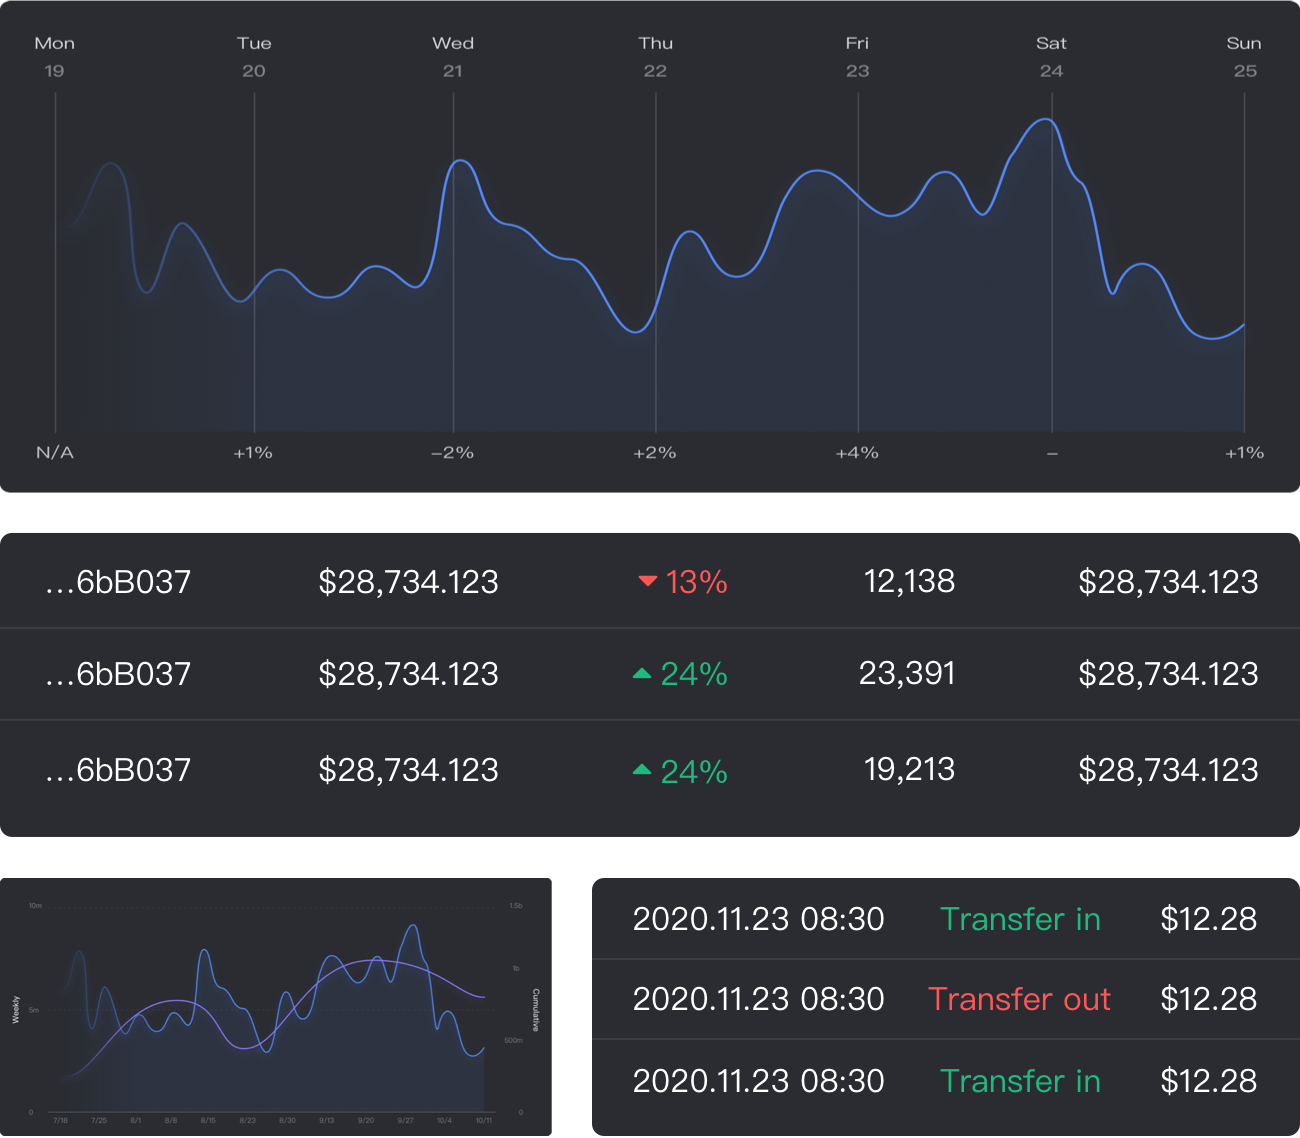 Mon Tue Wed Thu Fri Sat Sun
19 20 21 22 23 24 25
N/A +1% –2% +2% +4% – +1%
...6bB037 $28,734.123 13% 12,138 $28,734.123
...6bB037 $28,734.123 24% 23,391 $28,734.123
...6bB037 $28,734.123 24% 19,213 $28,734.123
10m 1.5b
1b
Weekly
Cumulative
5m
500m
0 0
7/18 7/25 8/1 8/8 8/15 8/23 8/30 9/13 9/20 9/27 10/4 10/11
2020.11.23 08:30 Transfer in $12.28
2020.11.23 08:30 Transfer out $12.28
2020.11.23 08:30 Transfer in $12.28